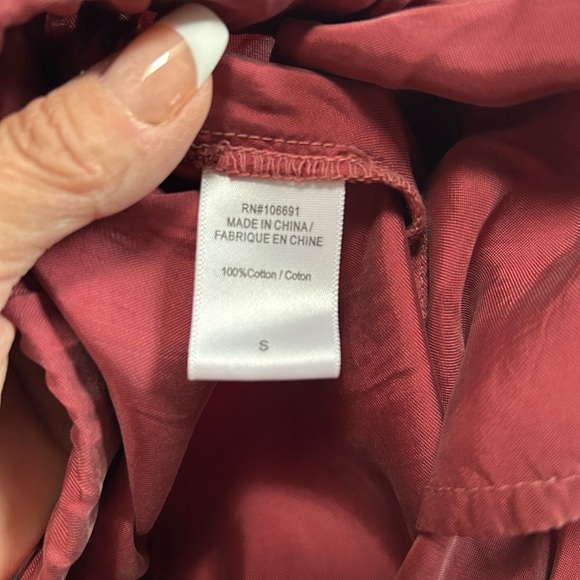 RN#106691
MADE IN CHINA/
FABRIQUE EN CHINE
100%Cotton / Coton
S